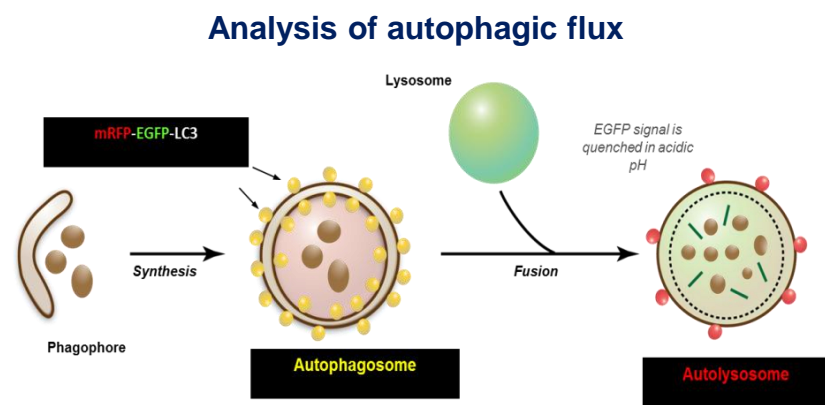 Analysis of autophagic flux
Lysosome
mRFP-EGFP-LC3
EGFP signal is
quenched in acidic
pH
Synthesis
Fusion
Phagophore
Autophagosome
Autolysosome